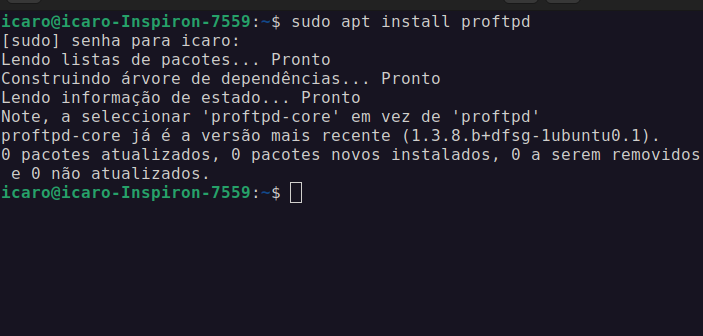 icaro@icaro-Inspiron-7559:~$ sudo apt install proftpd
[sudo] senha para icaro:
Lendo listas de pacotes... Pronto
Construindo árvore de dependências... Pronto
Lendo informação de estado... Pronto
Note, a seleccionar 'proftpd-core' em vez de 'proftpd'
proftpd-core já é a versão mais recente (1.3.8.b+dfsg-1ubuntu0.1).
0 pacotes atualizados, 0 pacotes novos instalados, 0 a serem removidos
 e 0 não atualizados.
icaro@icaro-Inspiron-7559:~$